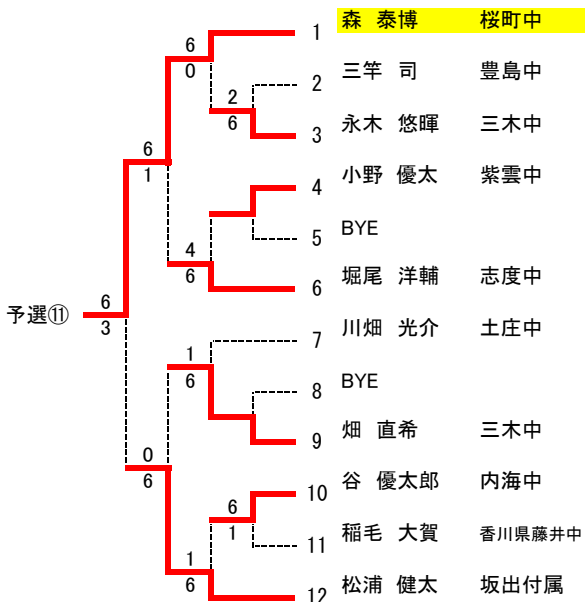 予選⑪
6
3
6
1
0
6
6
0
4
6
1
6
1
6
2
6
6
1
1 森 泰博 桜町中
2 三竿 司 豊島中
3 永木 悠暉 三木中
4 小野 優太 紫雲中
5 BYE
6 堀尾 洋輔 志度中
7 川畑 光介 土庄中
8 BYE
9 畑 直希 三木中
10 谷 優太郎 内海中
11 稲毛 大賀 香川県藤井中
12 松浦 健太 坂出付属